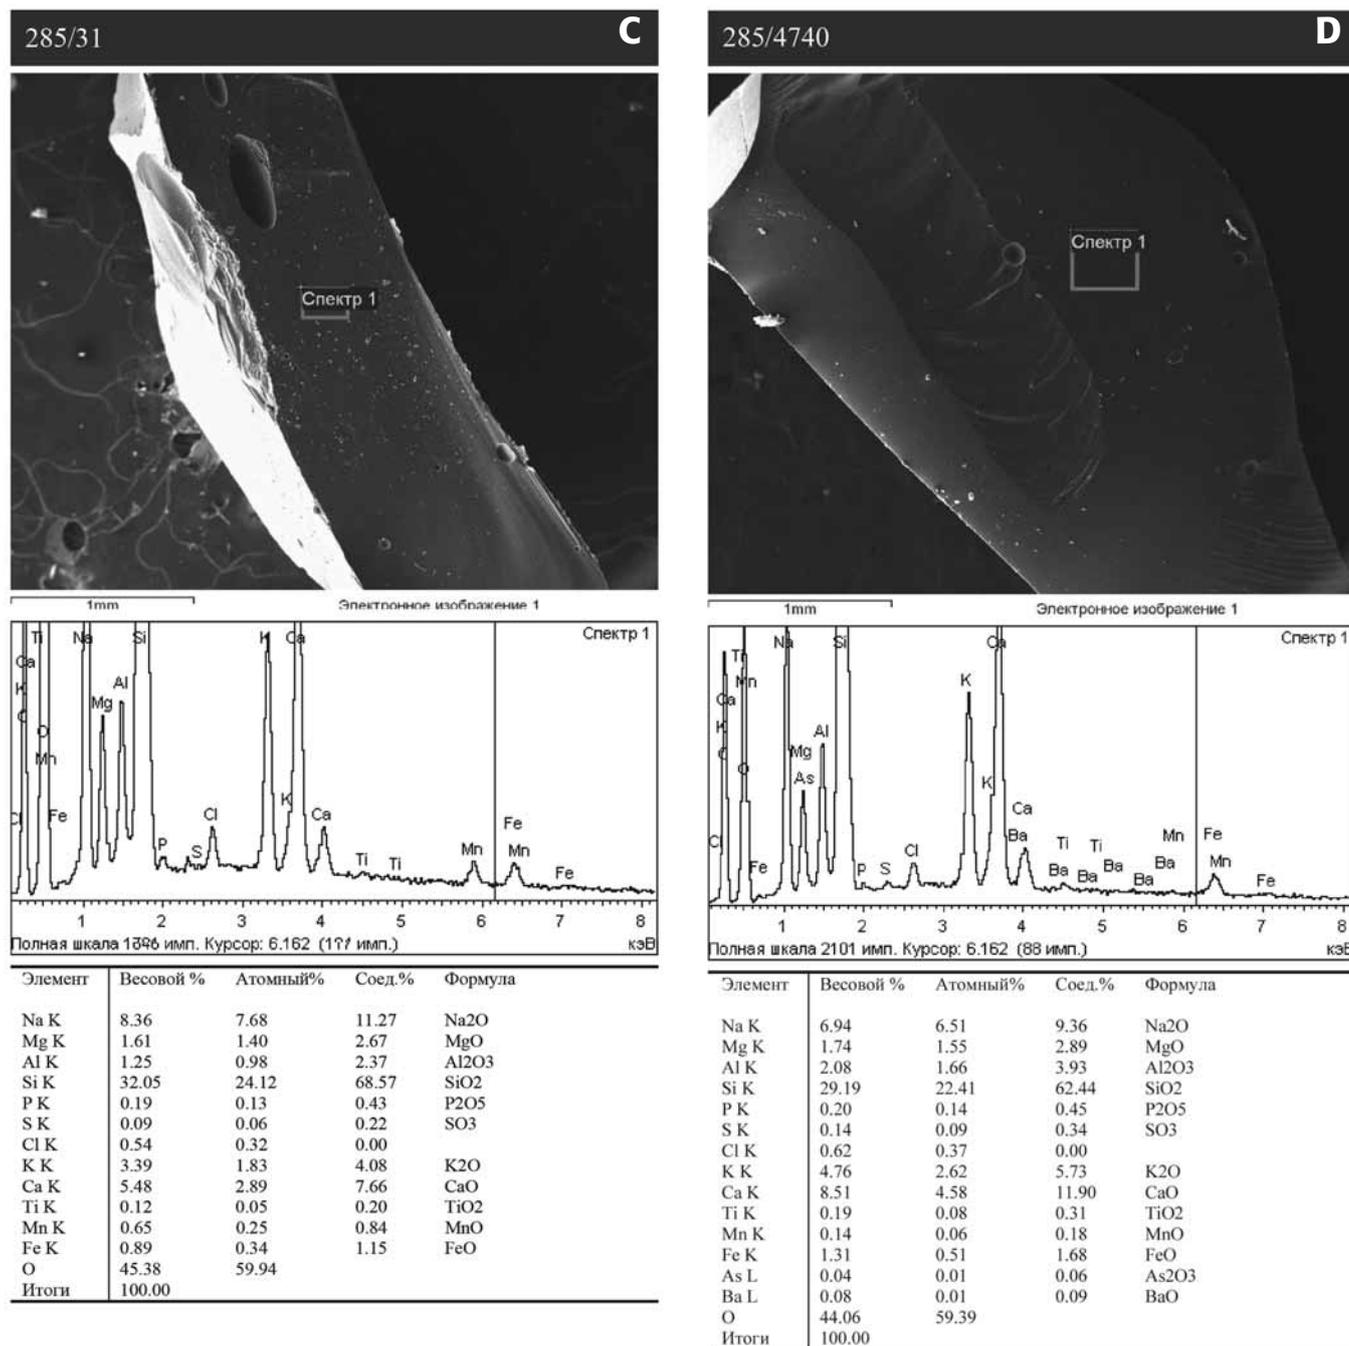 285/31 C
Спектр 1
1mm Электронное изображение 1
Спектр 1
Ti Na Si K Ca
Ca Al
K Mg
C O
Mn K
Cl Fe P S Cl Ca Ti Ti Mn Fe Mn Fe
1 2 3 4 5 6 7 8
Полная шкала имп. Курсор: 6.162 имп.) кэВ
Элемент Весовой % Атомный% Соед.% Формула
Na K 8.36 7.68 11.27 Na2O
Mg K 1.61 1.40 2.67 MgO
Al K 1.25 0.98 2.37 Al2O3
Si K 32.05 24.12 68.57 SiO2
P K 0.19 0.13 0.43 P2O5
S K 0.09 0.06 0.22 SO3
Cl K 0.54 0.32 0.00
K K 3.39 1.83 4.08 K2O
Ca K 5.48 2.89 7.66 CaO
Ti K 0.12 0.05 0.20 TiO2
Mn K 0.65 0.25 0.84 MnO
Fe K 0.89 0.34 1.15 FeO
O 45.38 59.94
Итоги 100.00
285/4740 D
Спектр 1
1mm Электронное изображение 1
Спектр 1
Ti Na Si Ca
Mn K
Ca Al
K Mg
C O As K Ca
Cl Fe P S Cl Ba Ba Ti Ba Ti Ba Ba Ba Mn Fe Mn Fe
1 2 3 4 5 6 7 8
Полная шкала 2101 имп. Курсор: 6.162 (88 имп.) кэВ
Элемент Весовой % Атомный% Соед.% Формула
Na K 6.94 6.51 9.36 Na2O
Mg K 1.74 1.55 2.89 MgO
Al K 2.08 1.66 3.93 Al2O3
Si K 29.19 22.41 62.44 SiO2
P K 0.20 0.14 0.45 P2O5
S K 0.14 0.09 0.34 SO3
Cl K 0.62 0.37 0.00
K K 4.76 2.62 5.73 K2O
Ca K 8.51 4.58 11.90 CaO
Ti K 0.19 0.08 0.31 TiO2
Mn K 0.14 0.06 0.18 MnO
Fe K 1.31 0.51 1.68 FeO
As L 0.04 0.01 0.06 As2O3
Ba L 0.08 0.01 0.09 BaO
O 44.06 59.39
Итоги 100.00